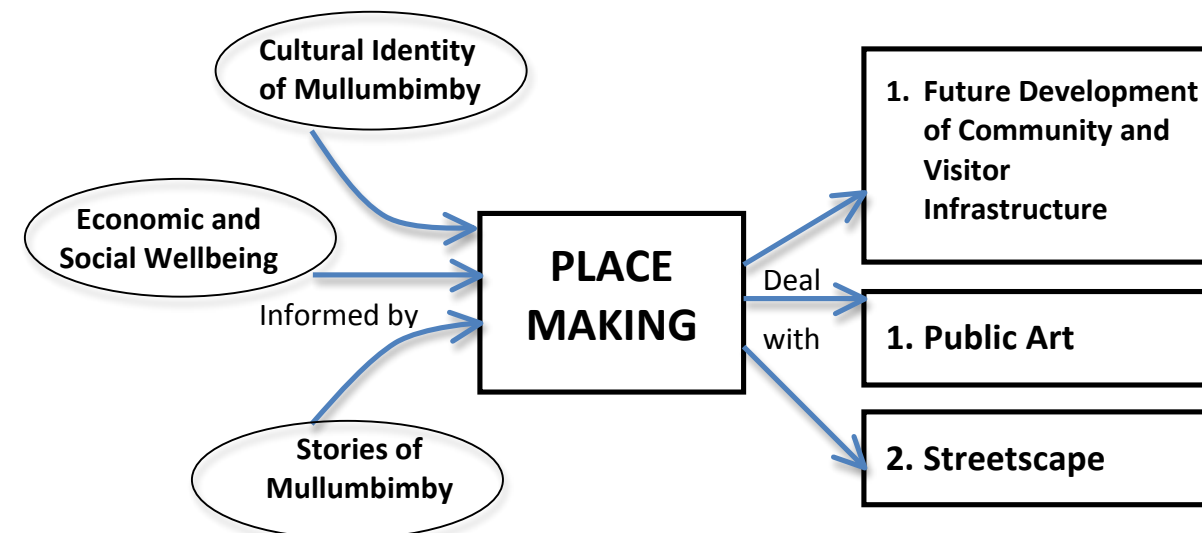 Cultural Identity
of Mullumbimby
Economic and
Social Wellbeing
Informed by
Stories of
Mullumbimby
PLACE
MAKING
Deal
with
1. Future Development
of Community and
Visitor
Infrastructure
1. Public Art
2. Streetscape